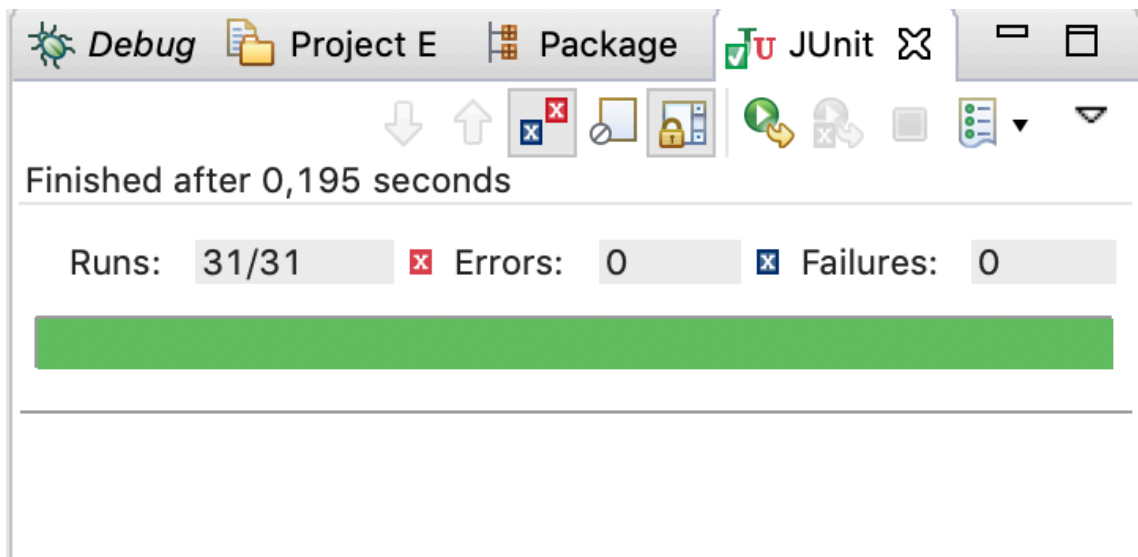 Debug Project E Package JUnit
Finished after 0,195 seconds
Runs: 31/31 Errors: 0 Failures: 0